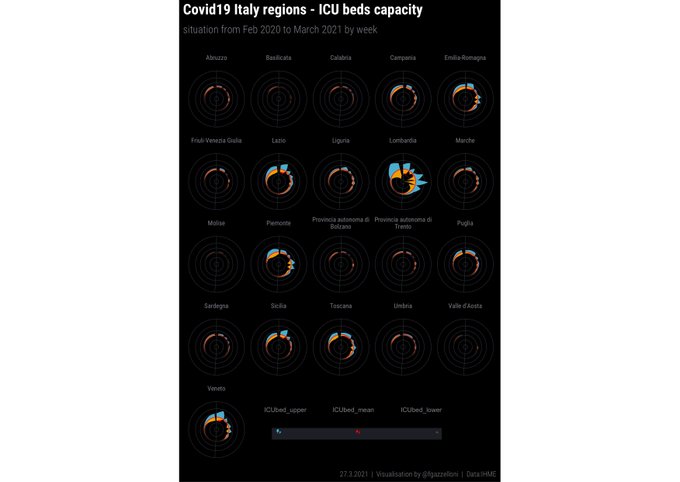 Covid19 Italy regions - ICU beds capacity
situation from Feb 2020 to March 2021 by week
Abruzzo Basilicata Calabria Campania Emilia-Romagna
Friuli-Venezia Giulia Lazio Liguria Lombardia Marche
Molise Piemonte Provincia autonoma di Bolzano Provincia autonoma di Trento Puglia
Sardegna Sicilia Toscana Umbria Valle d'Aosta
Veneto
ICUbed_upper ICUbed_mean ICUbed_lower
27.3.2021 | Visualisation by @fgazzelloni | Data:IHME